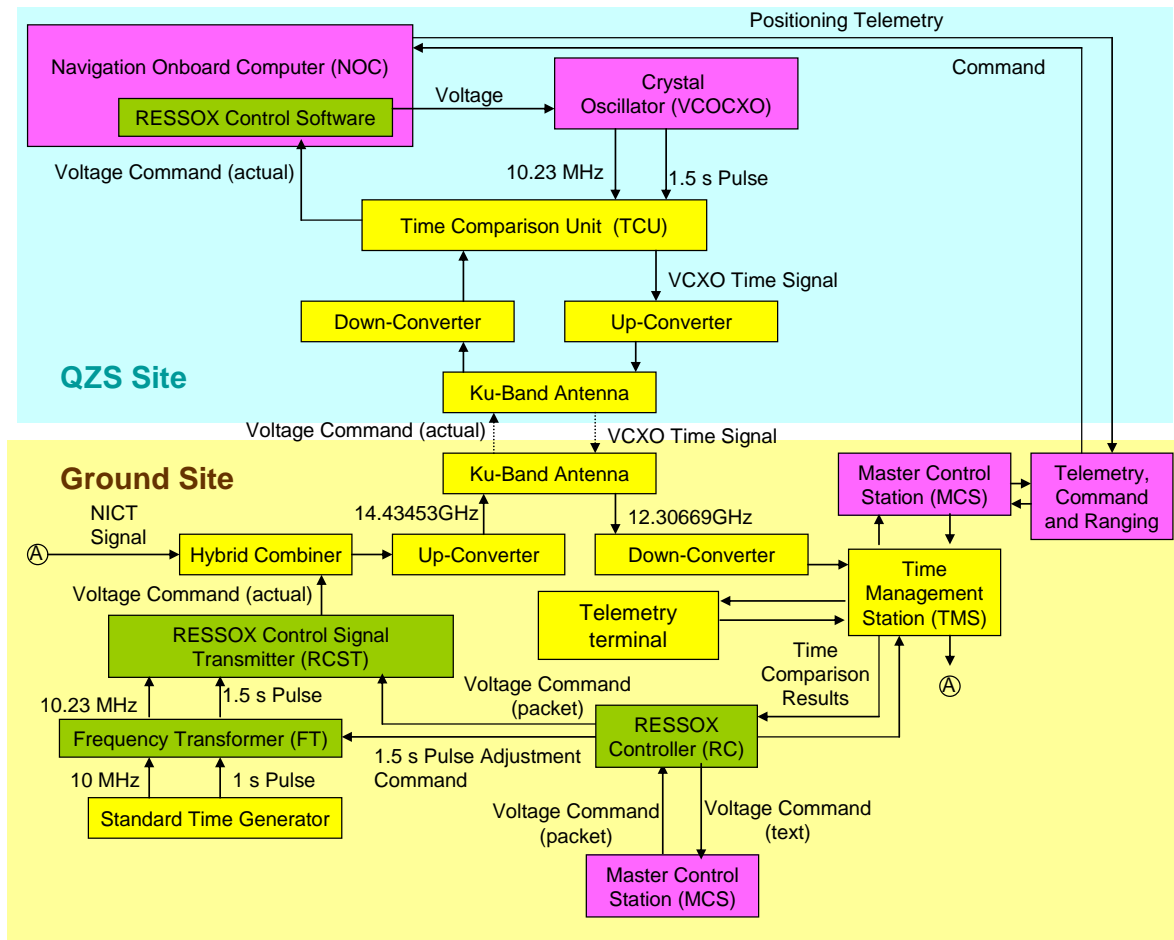 Positioning Telemetry
Command
Navigation Onboard Computer (NOC)
RESSOX Control Software
Voltage
Crystal
Oscillator (VCOCXO)
Voltage Command (actual)
10.23 MHz
1.5 s Pulse
Time Comparison Unit (TCU)
VCXO Time Signal
Down-Converter
Up-Converter
QZS Site
Ku-Band Antenna
Voltage Command (actual)
VCXO Time Signal
Ground Site
Ku-Band Antenna
Master Control
Station (MCS)
Telemetry,
Command
and Ranging
NICT
Signal
14.43453GHz
12.30669GHz
A
Hybrid Combiner
Up-Converter
Down-Converter
Time
Management
Station (TMS)
Voltage Command (actual)
Telemetry
terminal
RESSOX Control Signal
Transmitter (RCST)
Time
Comparison
Results
A
10.23 MHz
1.5 s Pulse
Voltage Command
(packet)
Frequency Transformer (FT)
RESSOX
Controller (RC)
1.5 s Pulse Adjustment
Command
10 MHz
1 s Pulse
Standard Time Generator
Voltage Command
(packet)
Voltage Command
(text)
Master Control
Station (MCS)